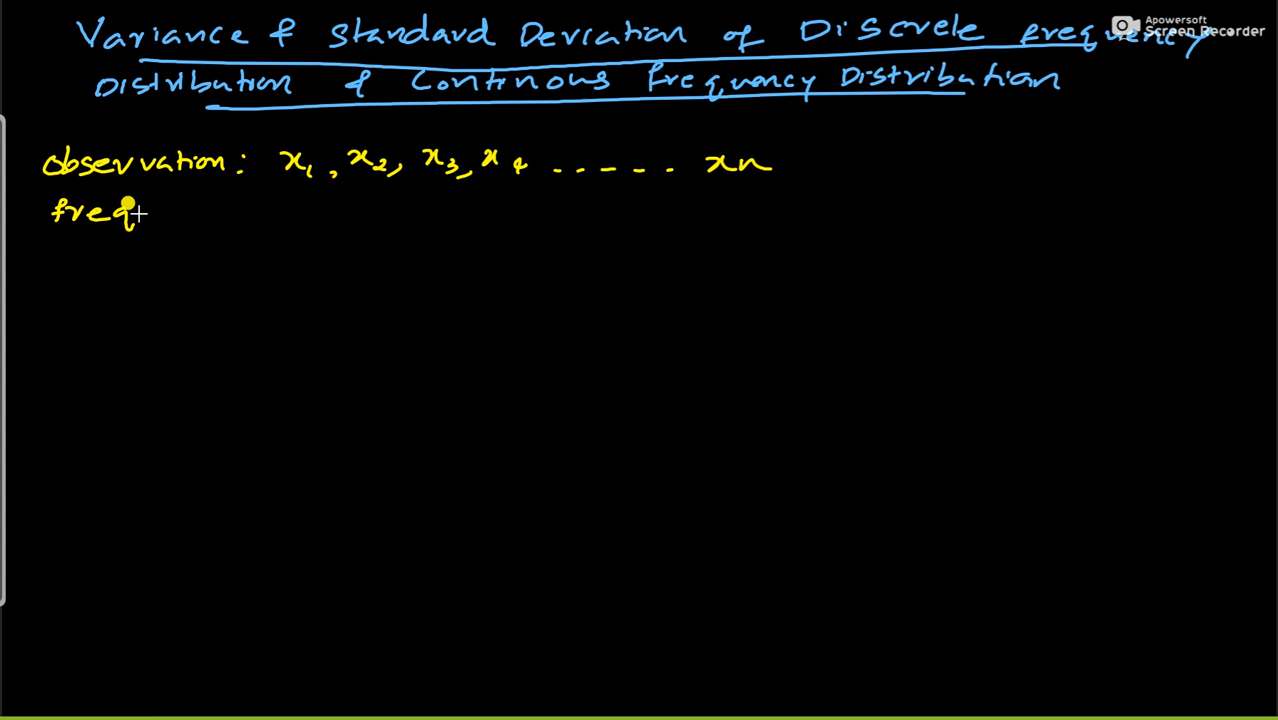 Variance & Standard Deviation of Discrete frequency
Distribution & Continous frequency Distribution
Apowersoft
Screen Recorder
Observation: x₁, x₂, x₃, x₄ ...... xn
freq